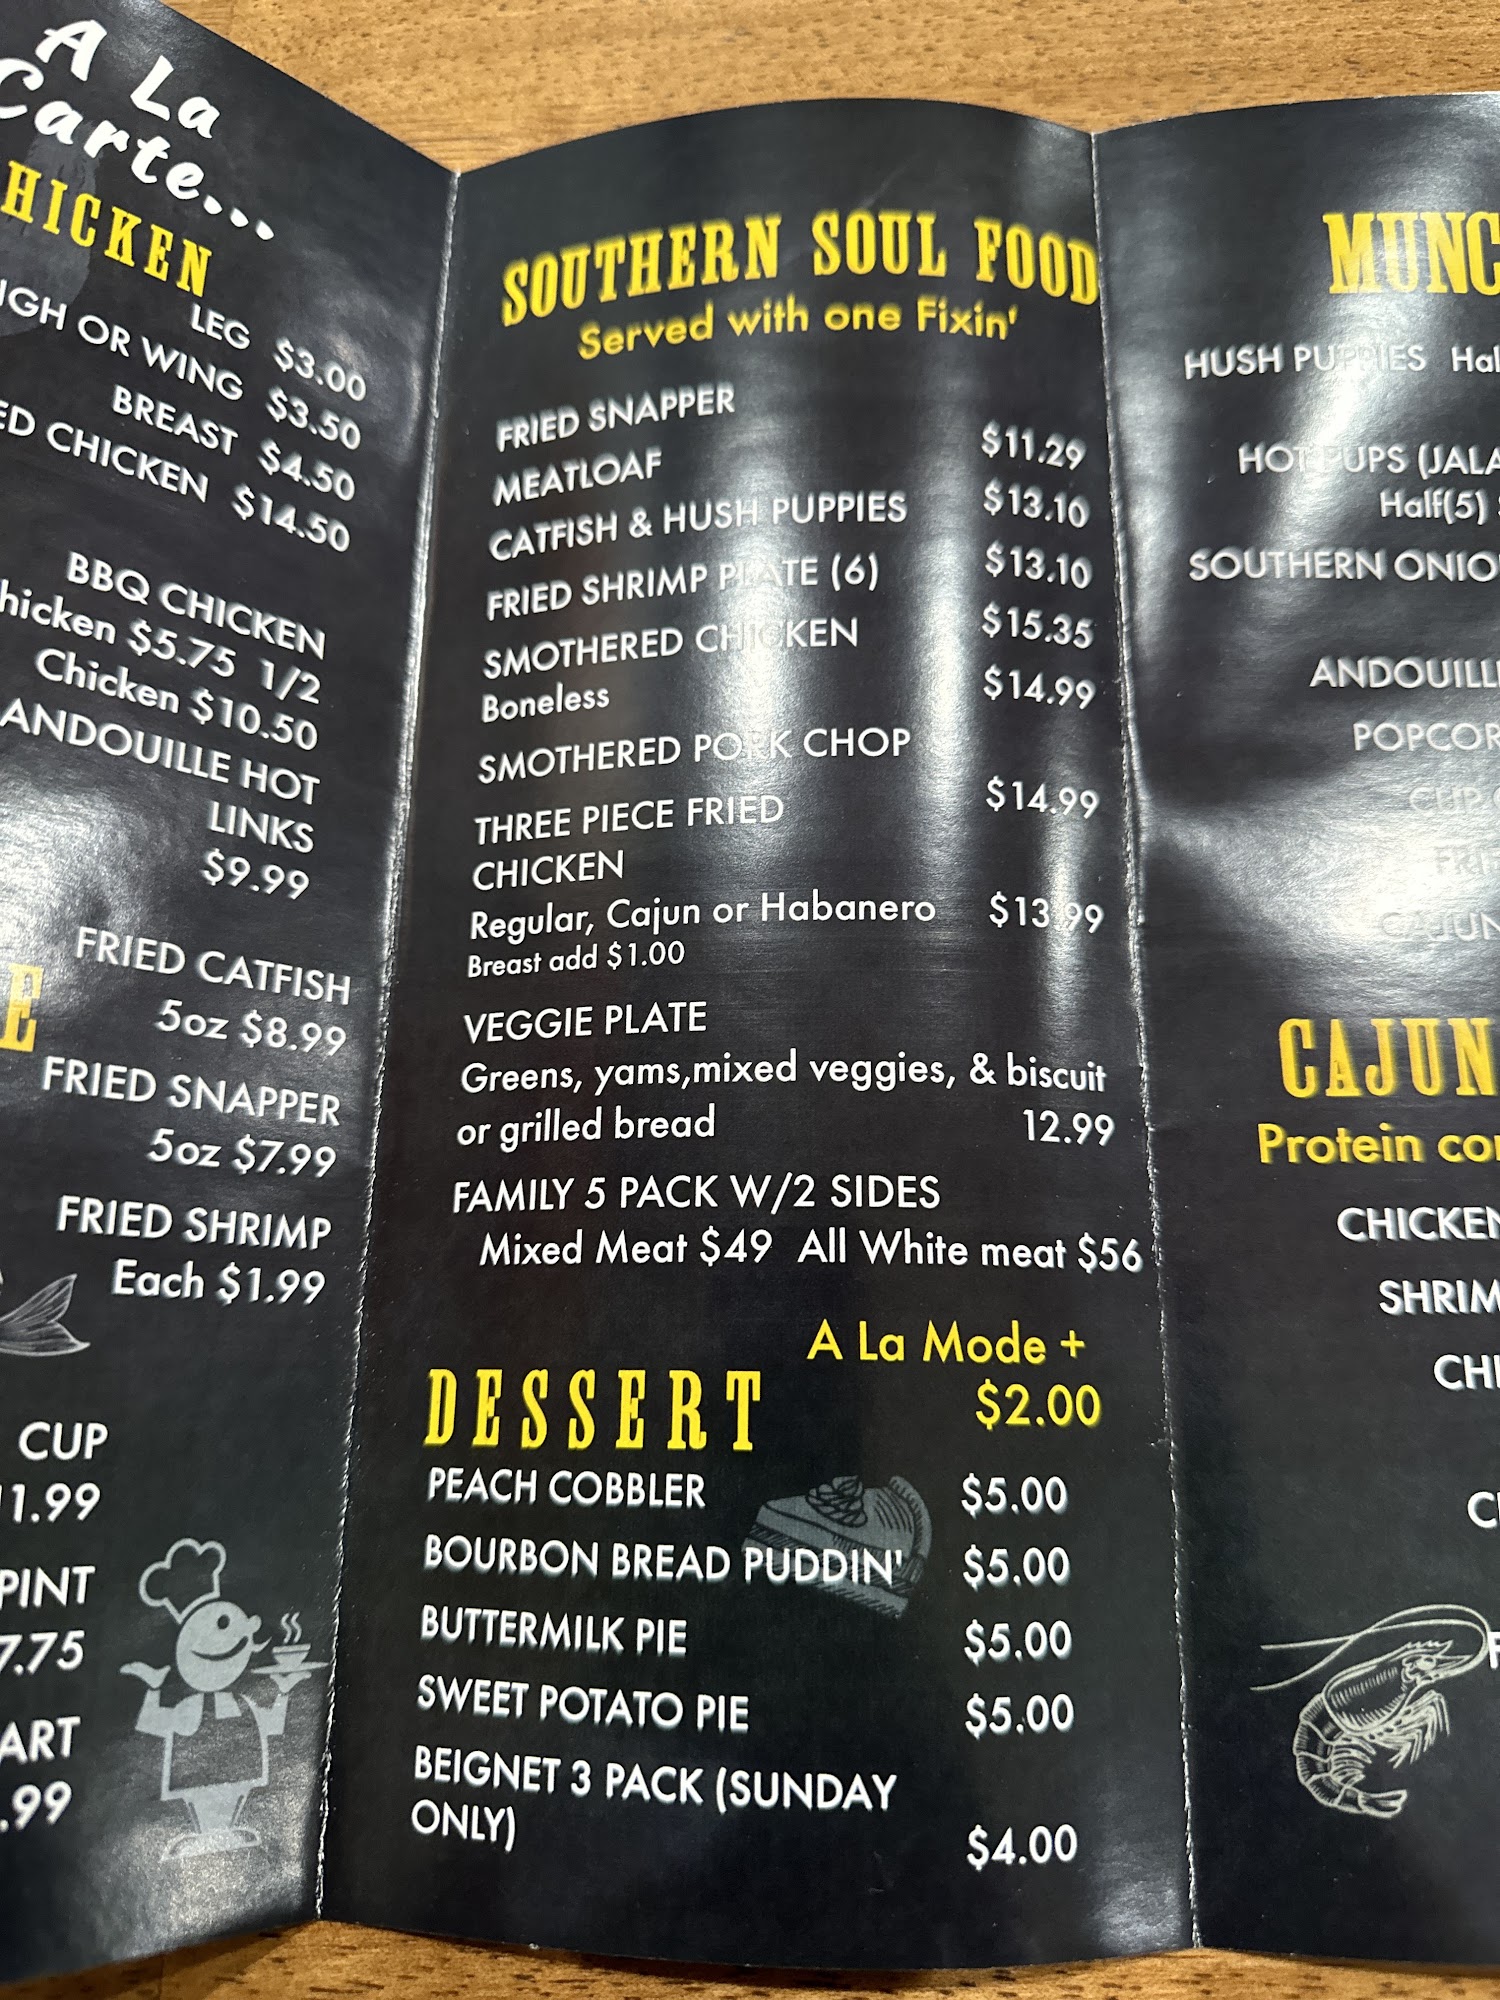 A La
Carte...
HICKEN
LEG $3.00
OR WING $3.50
BREAST $4.50
CHICKEN $14.50
BBQ CHICKEN
$5.75 1/2
Chicken $10.50
ANDOUILLE HOT
LINKS
$9.99
FRIED CATFISH
5oz $8.99
FRIED SNAPPER
5oz $7.99
FRIED SHRIMP
Each $1.99
CUP
PINT
7.75
.99
SOUTHERN SOUL FOOD
Served with one Fixin'
FRIED SNAPPER $11.29
MEATLOAF $13.10
CATFISH & HUSH PUPPIES $13.10
FRIED SHRIMP PLATE (6) $15.35
SMOTHERED CHICKEN $14.99
Boneless
SMOTHERED PORK CHOP $14.99
THREE PIECE FRIED
CHICKEN
Regular, Cajun or Habanero $13.99
Breast add $1.00
VEGGIE PLATE
Greens, yams,mixed veggies, & biscuit
or grilled bread 12.99
FAMILY 5 PACK W/2 SIDES
Mixed Meat $49 All White meat $56
A La Mode +
$2.00
DESSERT
PEACH COBBLER $5.00
BOURBON BREAD PUDDIN' $5.00
BUTTERMILK PIE $5.00
SWEET POTATO PIE $5.00
BEIGNET 3 PACK (SUNDAY
ONLY) $4.00
MUNC
HUSH PUPPIES Hal
HOT PUPS (JALA
Half(5)
SOUTHERN ONIO
ANDOUILL
POPCOR
CUP
CAJUN
CAJUN
Protein co
CHICKEN
SHRIM
CH